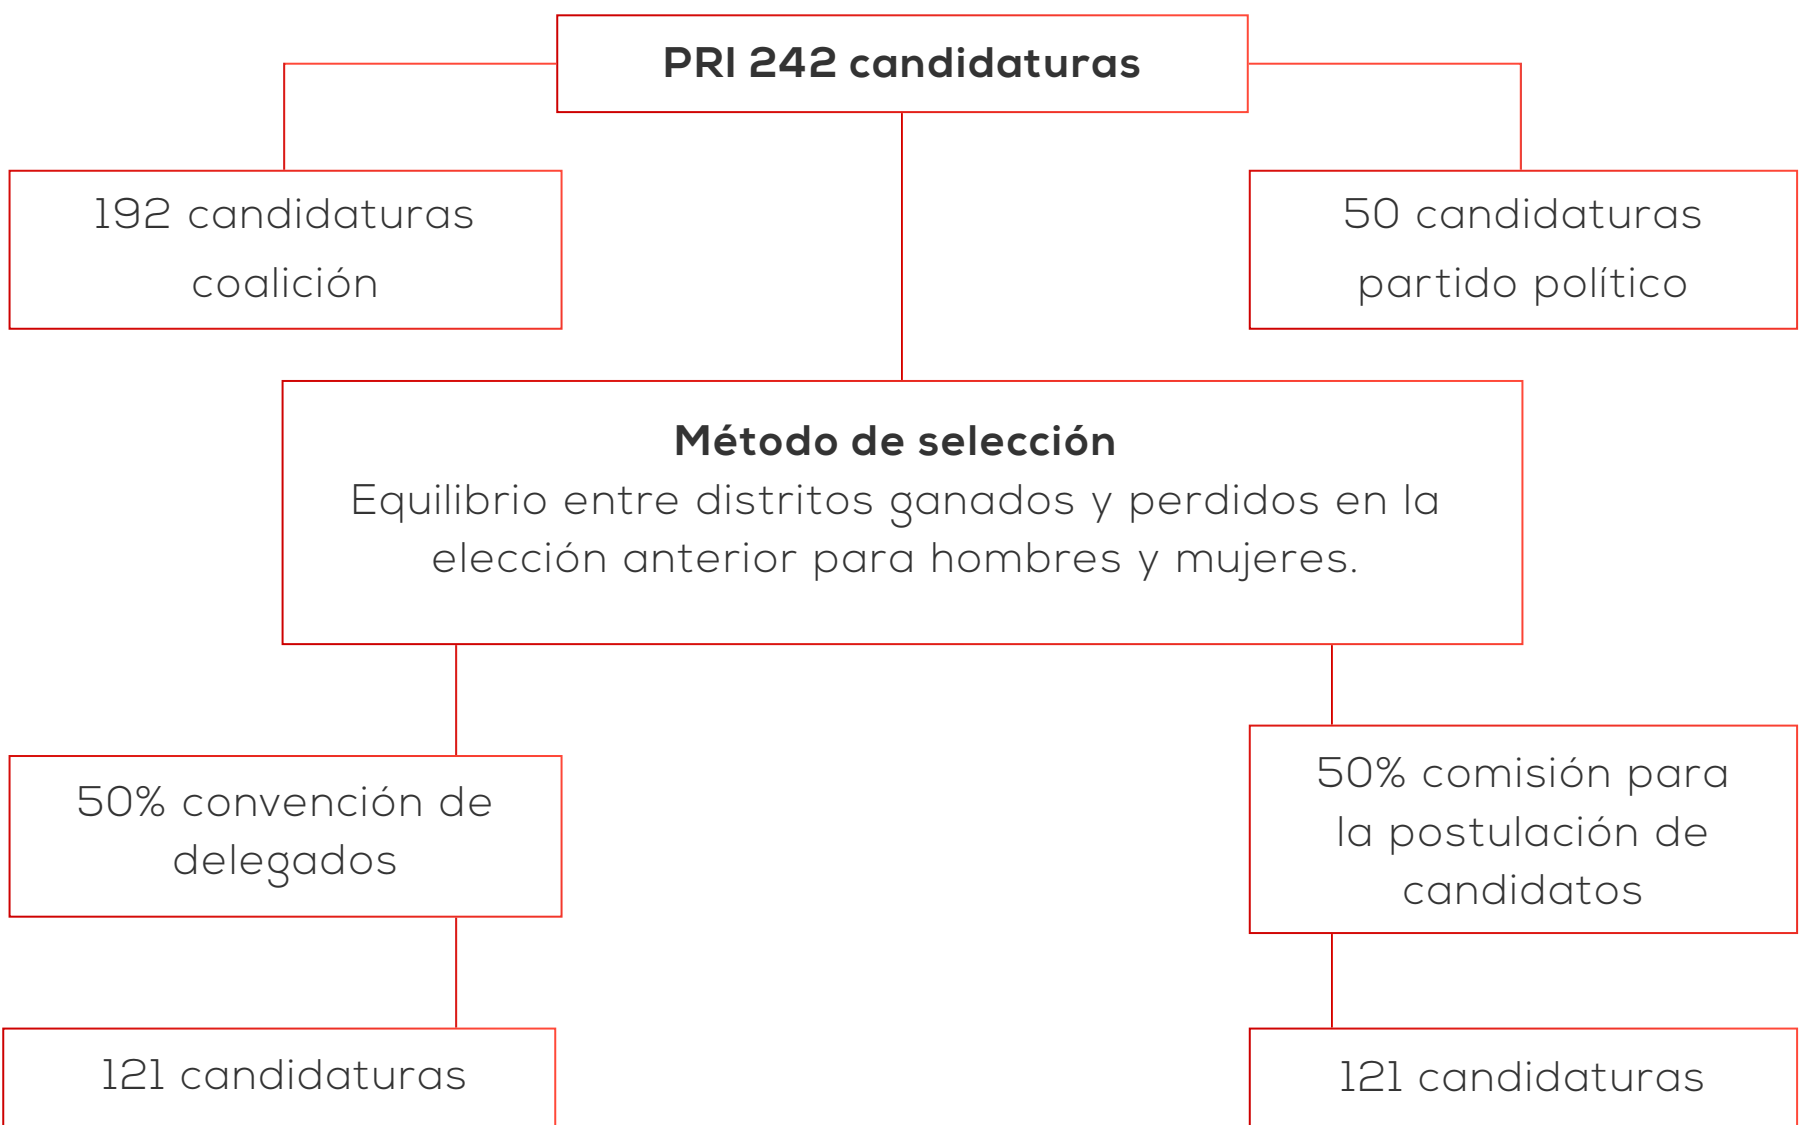 PRI 242 candidaturas
192 candidaturas
coalición
50 candidaturas
partido político
Método de selección
Equilibrio entre distritos ganados y perdidos en la
elección anterior para hombres y mujeres.
50% convención de
delegados
50% comisión para
la postulación de
candidatos
121 candidaturas
121 candidaturas